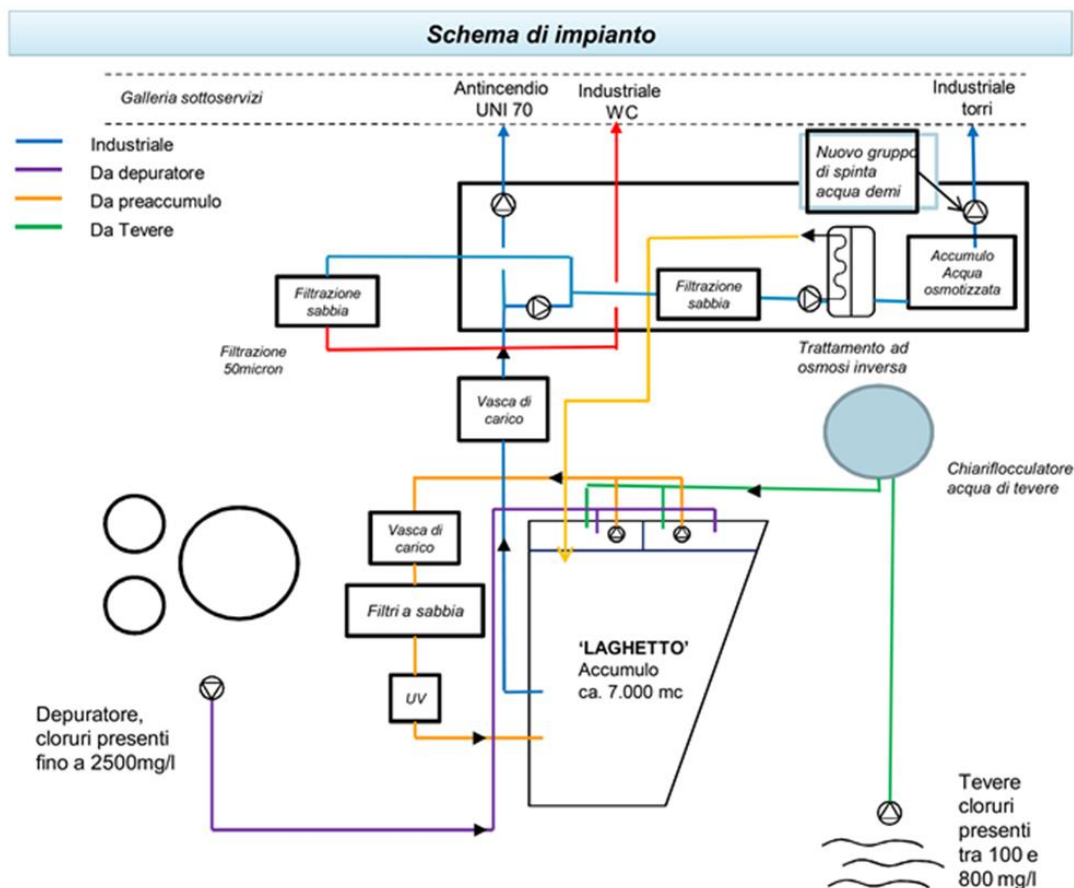 Schema di impianto
Galleria sottoservizi
Antincendio
UNI 70
Industriale
WC
Industriale
torri
Industriale
Da depuratore
Da preaccumulo
Da Tevere
Nuovo gruppo
di spinta
acqua demi
Filtrazione
sabbia
Filtrazione
sabbia
Accumulo
Acqua
osmotizzata
Filtrazione
50micron
Trattamento ad
osmosi inversa
Vasca di
carico
Chiariflocculatore
acqua di tevere
Vasca di
carico
Filtri a sabbia
UV
'LAGHETTO'
Accumulo
ca. 7.000 mc
Depuratore,
cloruri presenti
fino a 2500mg/l
Tevere
cloruri
presenti
tra 100 e
800 mg/l